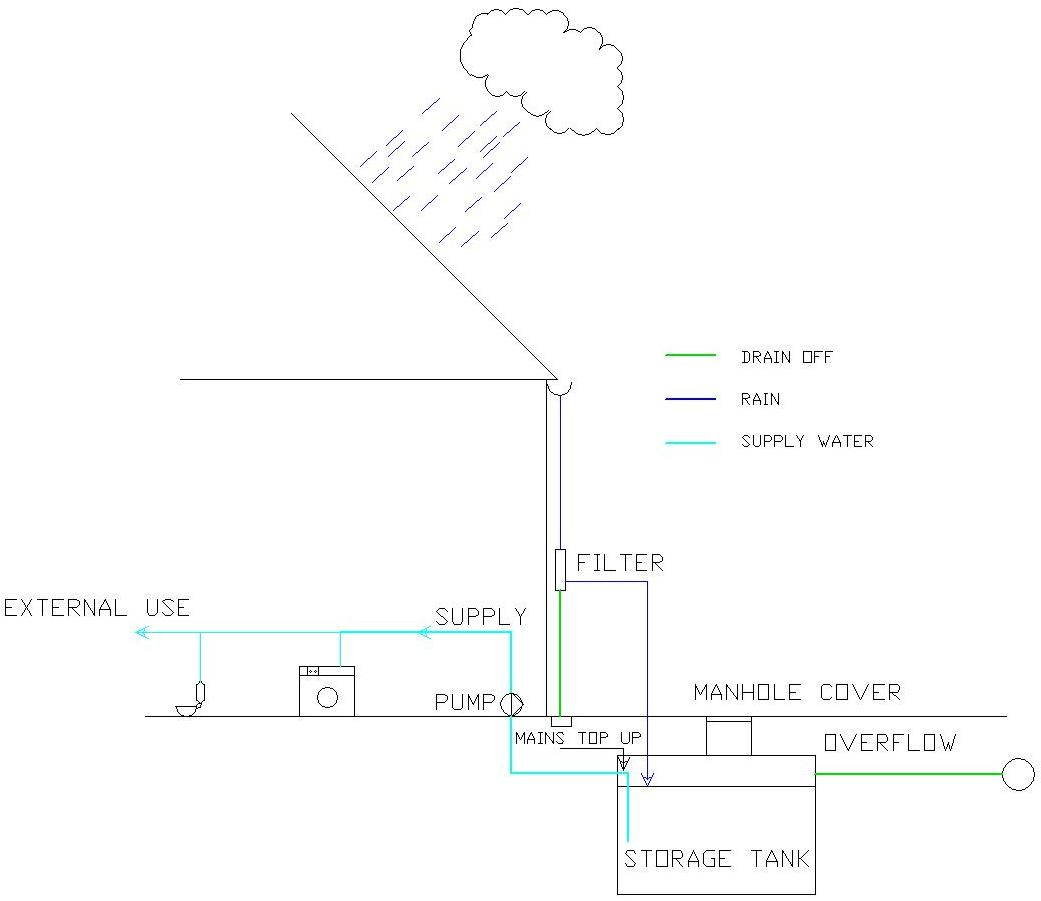 DRAIN OFF
RAIN
SUPPLY WATER
FILTER
EXTERNAL USE
SUPPLY
PUMP
MANHOLE COVER
MAINS TOP UP
OVERFLOW
STORAGE TANK